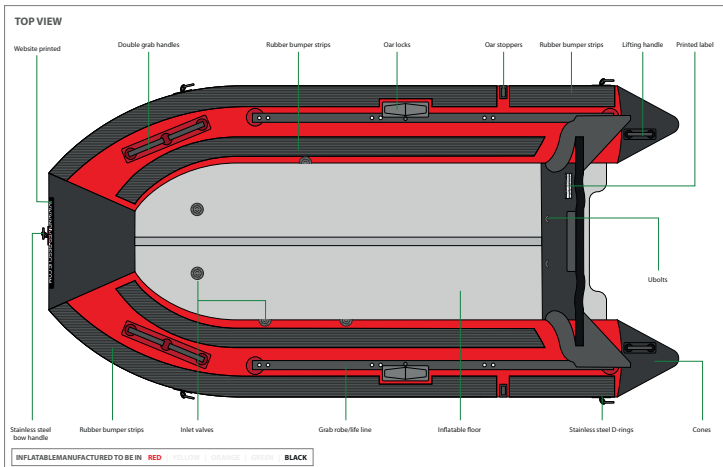 TOP VIEW
Website printed
Double grab handles
Rubber bumper strips
Oar locks
Oar stoppers
Rubber bumper strips
Lifting handle
Printed label
Ubolts
Stainless steel
bow handle
Rubber bumper strips
Inlet valves
Grab robe/life line
Inflatable floor
Stainless steel D-rings
Cones
INFLATABLEMANUFACTURED TO BE IN RED | YELLOW | ORANGE | GREEN | BLACK